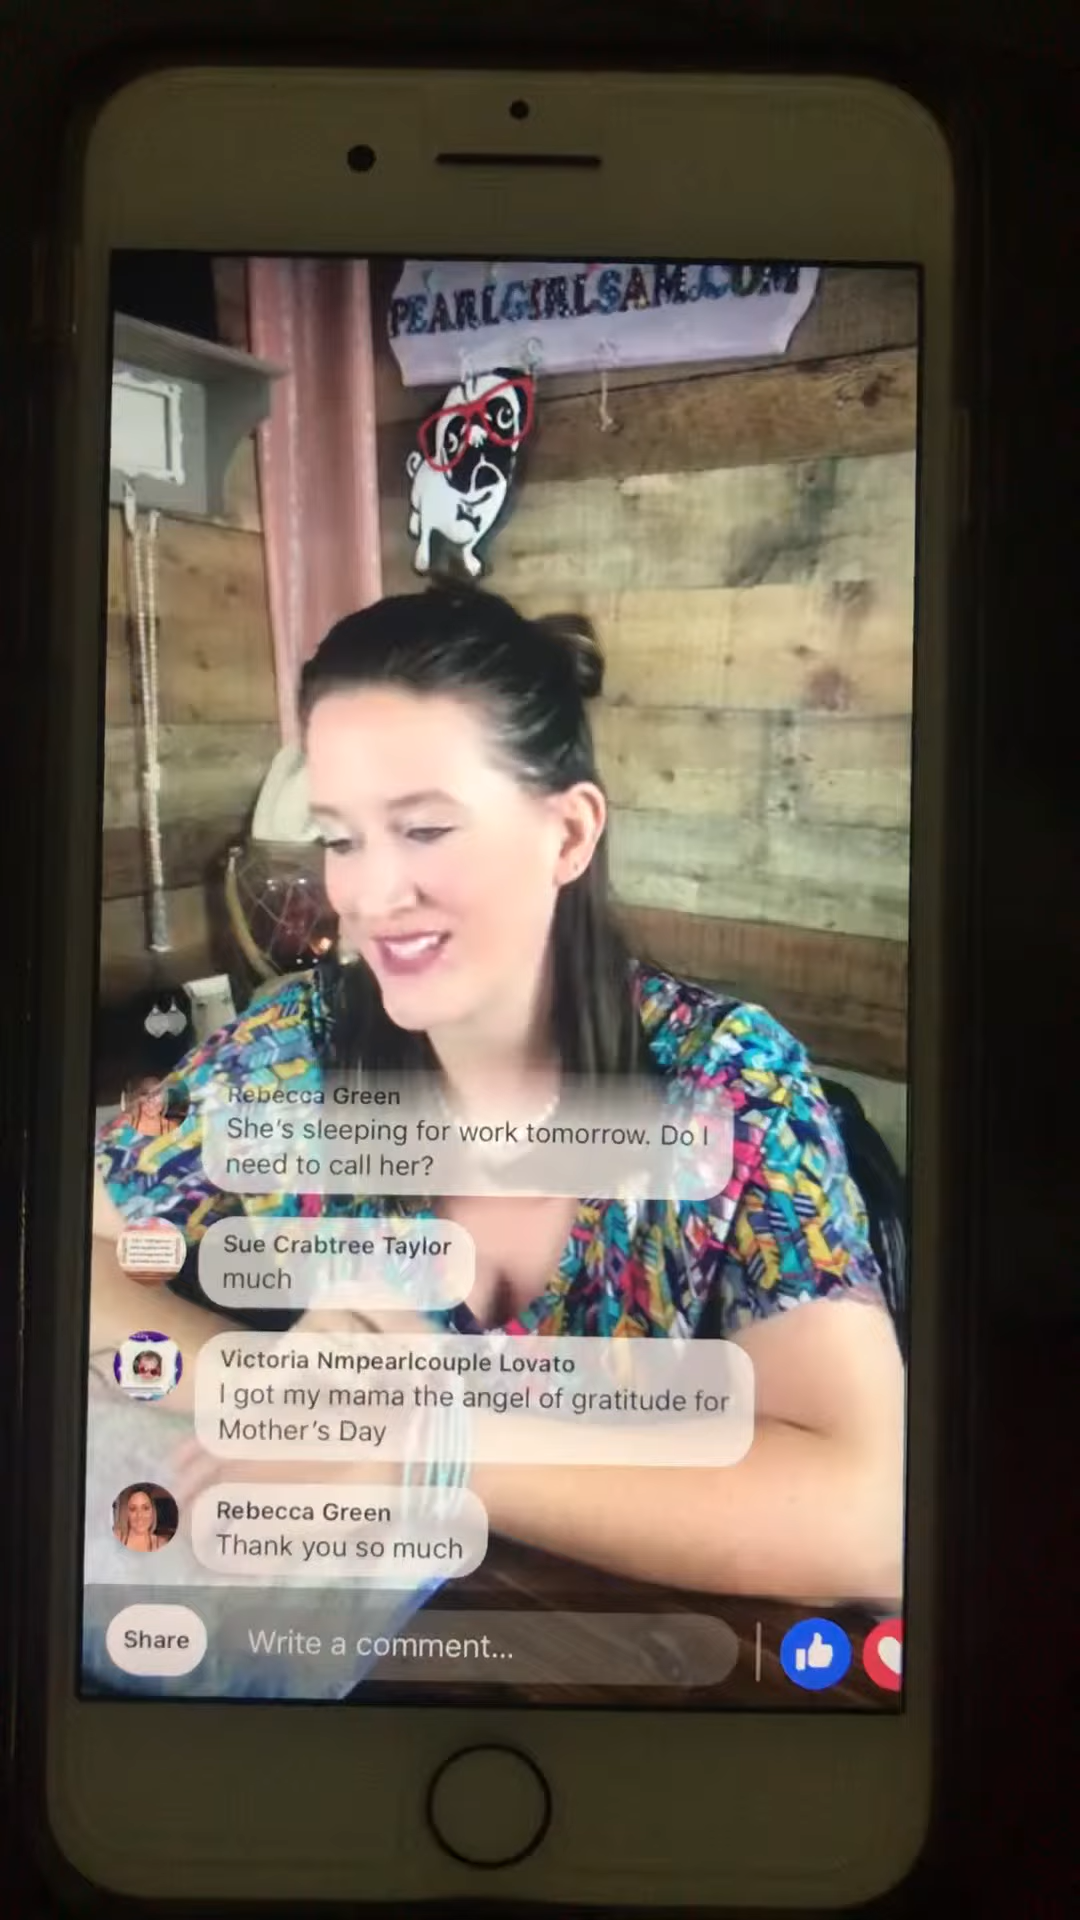 PEARLGIRLSAM.COM
Rebecca Green
She's sleeping for work tomorrow. Do I
need to call her?
Sue Crabtree Taylor
much
Victoria Nmpearlcouple Lovato
I got my mama the angel of gratitude for
Mother's Day
Rebecca Green
Thank you so much
Share
Write a comment...